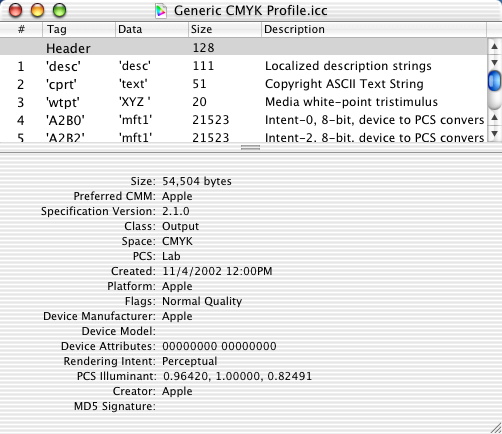 Generic CMYK Profile.icc
# Tag Data Size Description
Header 128
1 'desc' 'desc' 111 Localized description strings
2 'cprt' 'text' 51 Copyright ASCII Text String
3 'wtpt' 'XYZ ' 20 Media white-point tristimulus
4 'A2B0' 'mft1' 21523 Intent-0, 8-bit, device to PCS convers
5 'A2B2' 'mft1' 21523 Intent-2, 8-bit, device to PCS convers
Size: 54,504 bytes
Preferred CMM: Apple
Specification Version: 2.1.0
Class: Output
Space: CMYK
PCS: Lab
Created: 11/4/2002 12:00PM
Platform: Apple
Flags: Normal Quality
Device Manufacturer: Apple
Device Model:
Device Attributes: 00000000 00000000
Rendering Intent: Perceptual
PCS Illuminant: 0.96420, 1.00000, 0.82491
Creator: Apple
MD5 Signature: